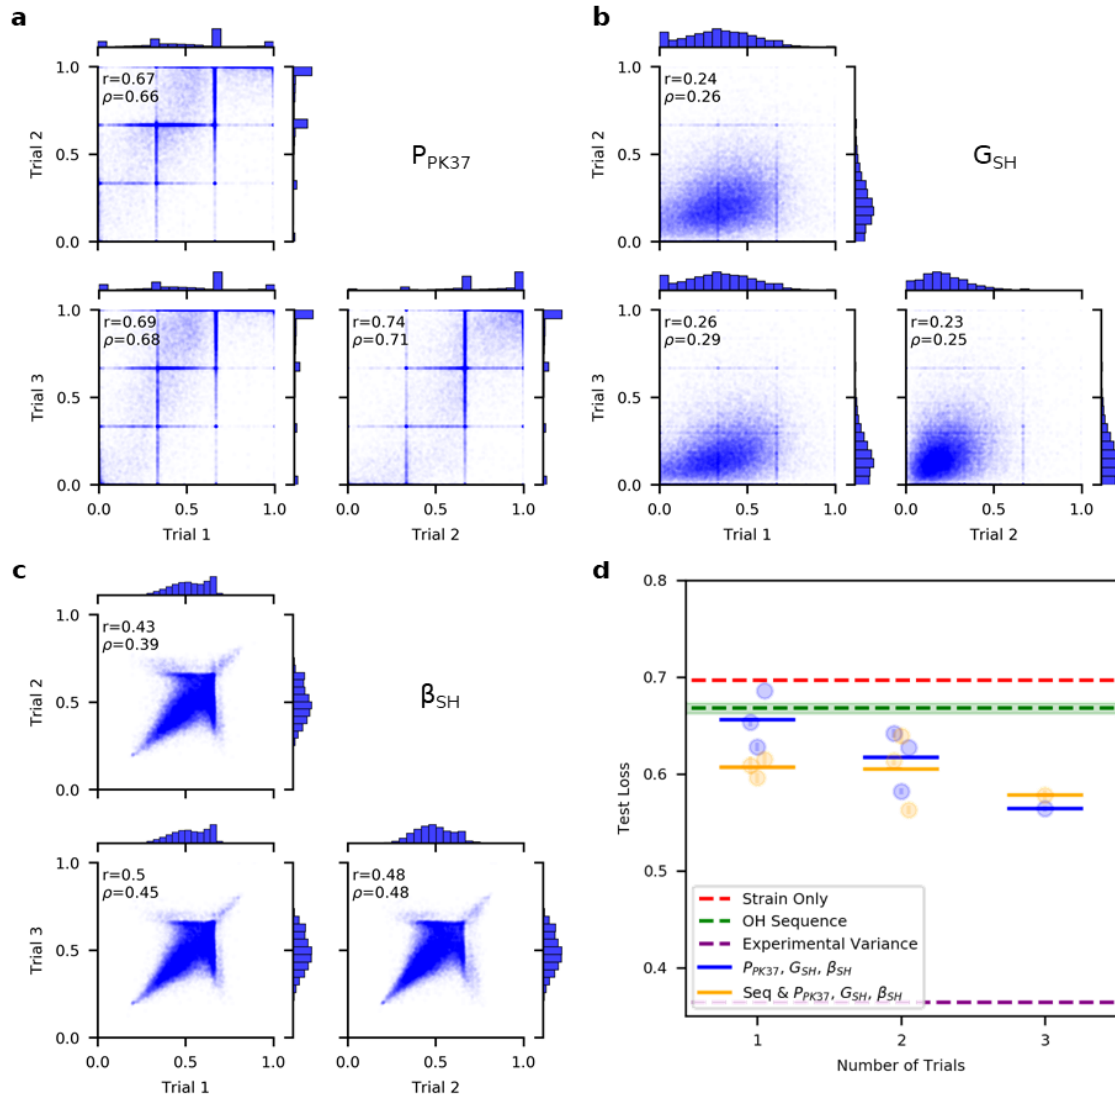 a
1.0
0.5
0.0
Trial 2
r=0.67
ρ=0.66
P_PK37
1.0
0.5
0.0
Trial 3
r=0.69
ρ=0.68
0.0 0.5 1.0
Trial 1
r=0.74
ρ=0.71
0.0 0.5 1.0
Trial 2
b
1.0
0.5
0.0
Trial 2
r=0.24
ρ=0.26
G_SH
1.0
0.5
0.0
Trial 3
r=0.26
ρ=0.29
0.0 0.5 1.0
Trial 1
r=0.23
ρ=0.25
0.0 0.5 1.0
Trial 2
c
1.0
0.5
0.0
Trial 2
r=0.43
ρ=0.39
β_SH
1.0
0.5
0.0
Trial 3
r=0.5
ρ=0.45
0.0 0.5 1.0
Trial 1
r=0.48
ρ=0.48
0.0 0.5 1.0
Trial 2
d
0.8
0.7
0.6
0.5
0.4
Test Loss
Strain Only
OH Sequence
Experimental Variance
P_PK37, G_SH, β_SH
Seq & P_PK37, G_SH, β_SH
1 2 3
Number of Trials